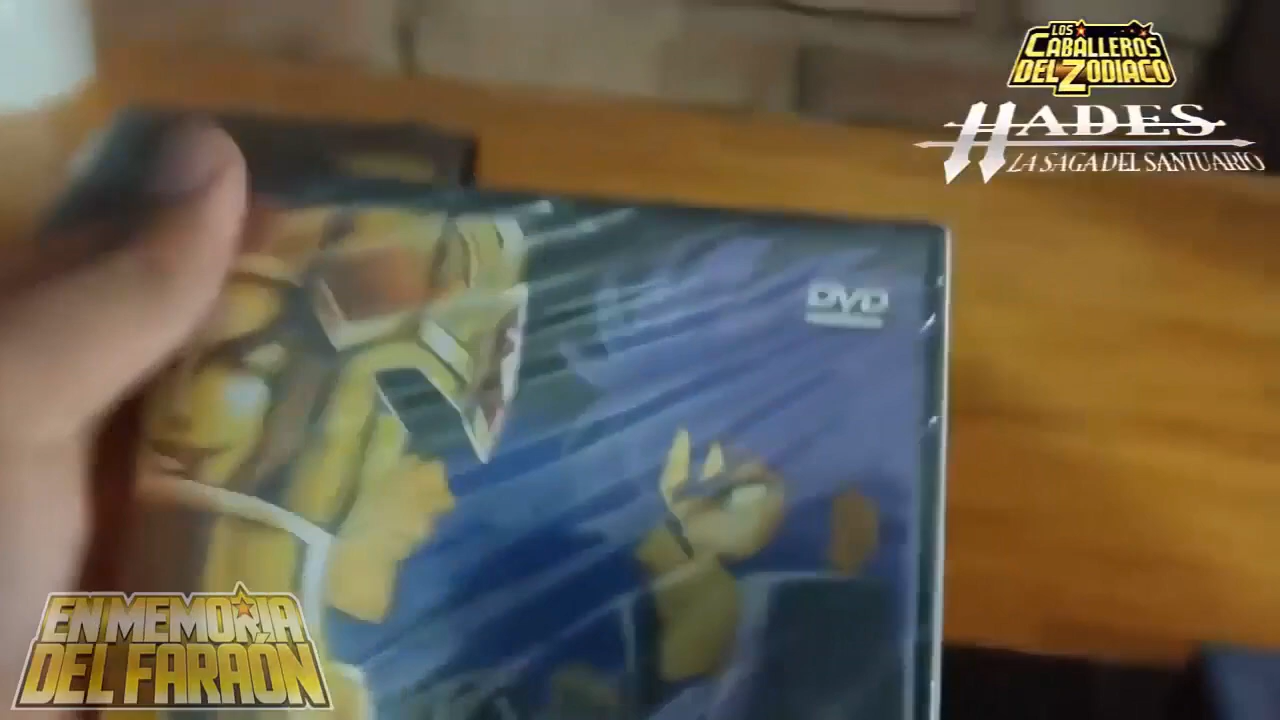 LOS
CABALLEROS
DEL ZODIACO
HADES
LA SAGA DEL SANTUARIO
DVD
EN MEMORIA
DEL FARAÓN